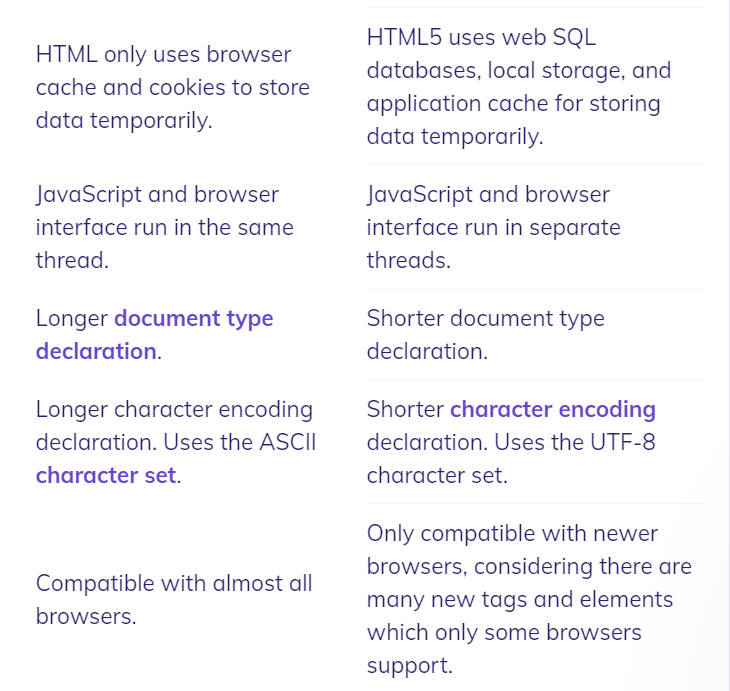 HTML only uses browser
cache and cookies to store
data temporarily.
HTML5 uses web SQL
databases, local storage, and
application cache for storing
data temporarily.
JavaScript and browser
interface run in the same
thread.
JavaScript and browser
interface run in separate
threads.
Longer document type
declaration.
Shorter document type
declaration.
Longer character encoding
declaration. Uses the ASCII
character set.
Shorter character encoding
declaration. Uses the UTF-8
character set.
Compatible with almost all
browsers.
Only compatible with newer
browsers, considering there are
many new tags and elements
which only some browsers
support.